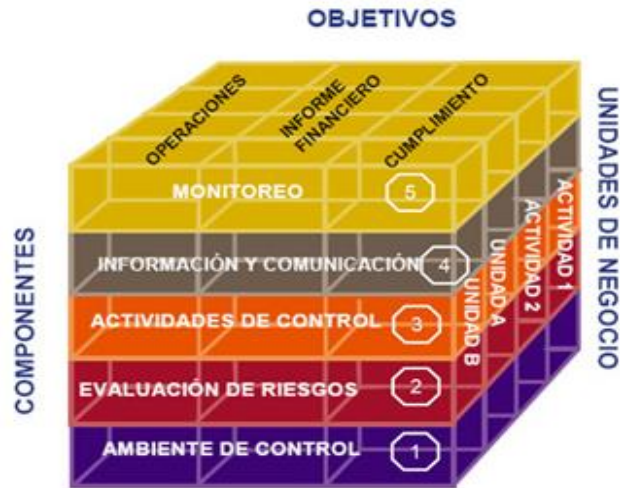 OBJETIVOS
OPERACIONES
INFORME
FINANCIERO
CUMPLIMIENTO
COMPONENTES
MONITOREO 5
INFORMACIÓN Y COMUNICACIÓN 4
ACTIVIDADES DE CONTROL 3
EVALUACIÓN DE RIESGOS 2
AMBIENTE DE CONTROL 1
UNIDAD B
UNIDAD A
ACTIVIDAD 2
ACTIVIDAD 1
UNIDADES DE NEGOCIO